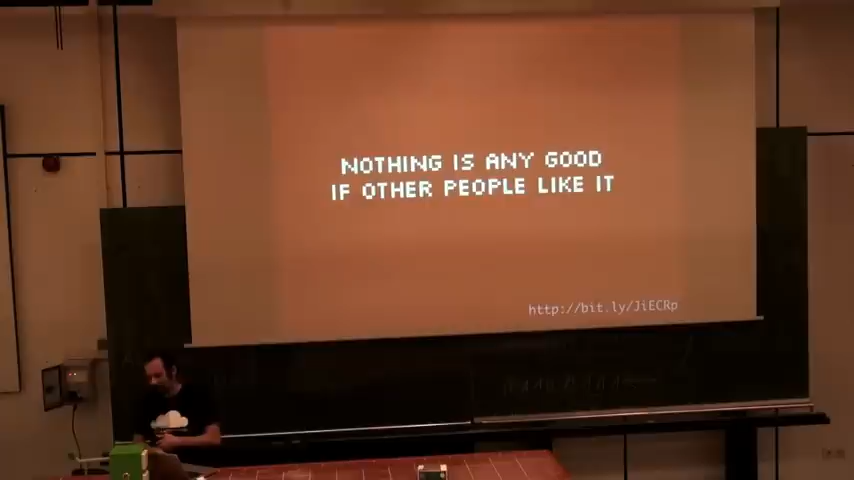 NOTHING IS ANY GOOD
IF OTHER PEOPLE LIKE IT
http://bit.ly/JiECRp